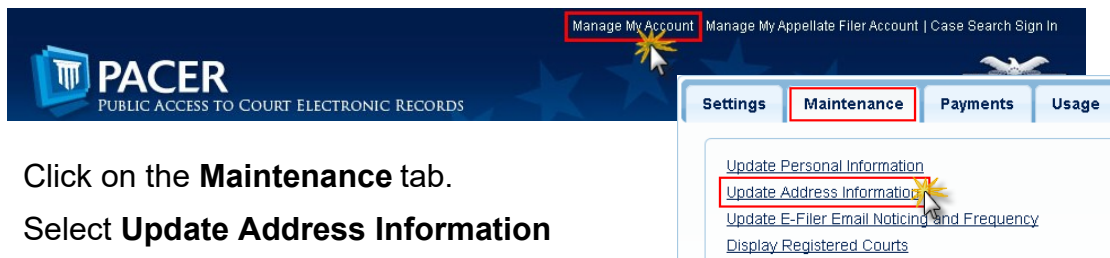 Manage My Account Manage My Appellate Filer Account | Case Search Sign In
PACER
PUBLIC ACCESS TO COURT ELECTRONIC RECORDS
Settings Maintenance Payments Usage
Update Personal Information
Update Address Information
Update E-Filer Email Noticing and Frequency
Display Registered Courts
Click on the Maintenance tab.
Select Update Address Information